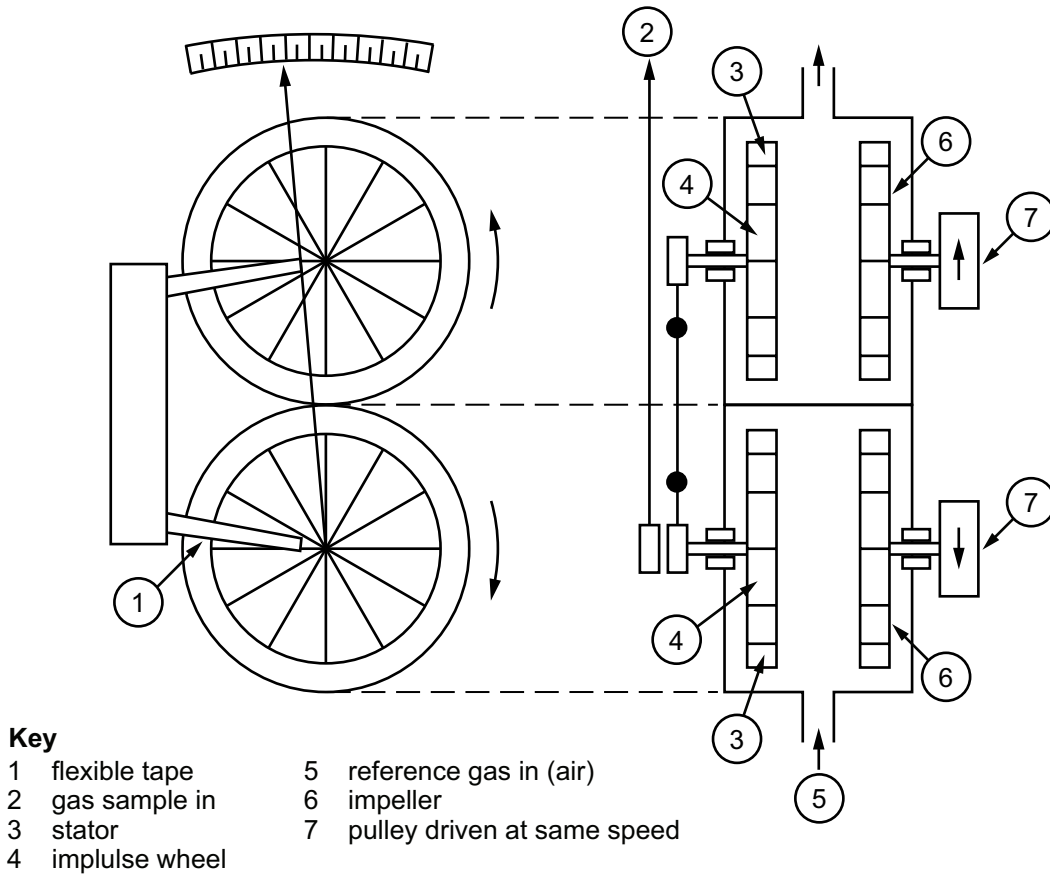 2
3
6
4
7
7
1
4
6
3
5
Key
1 flexible tape
2 gas sample in
3 stator
4 implulse wheel
5 reference gas in (air)
6 impeller
7 pulley driven at same speed